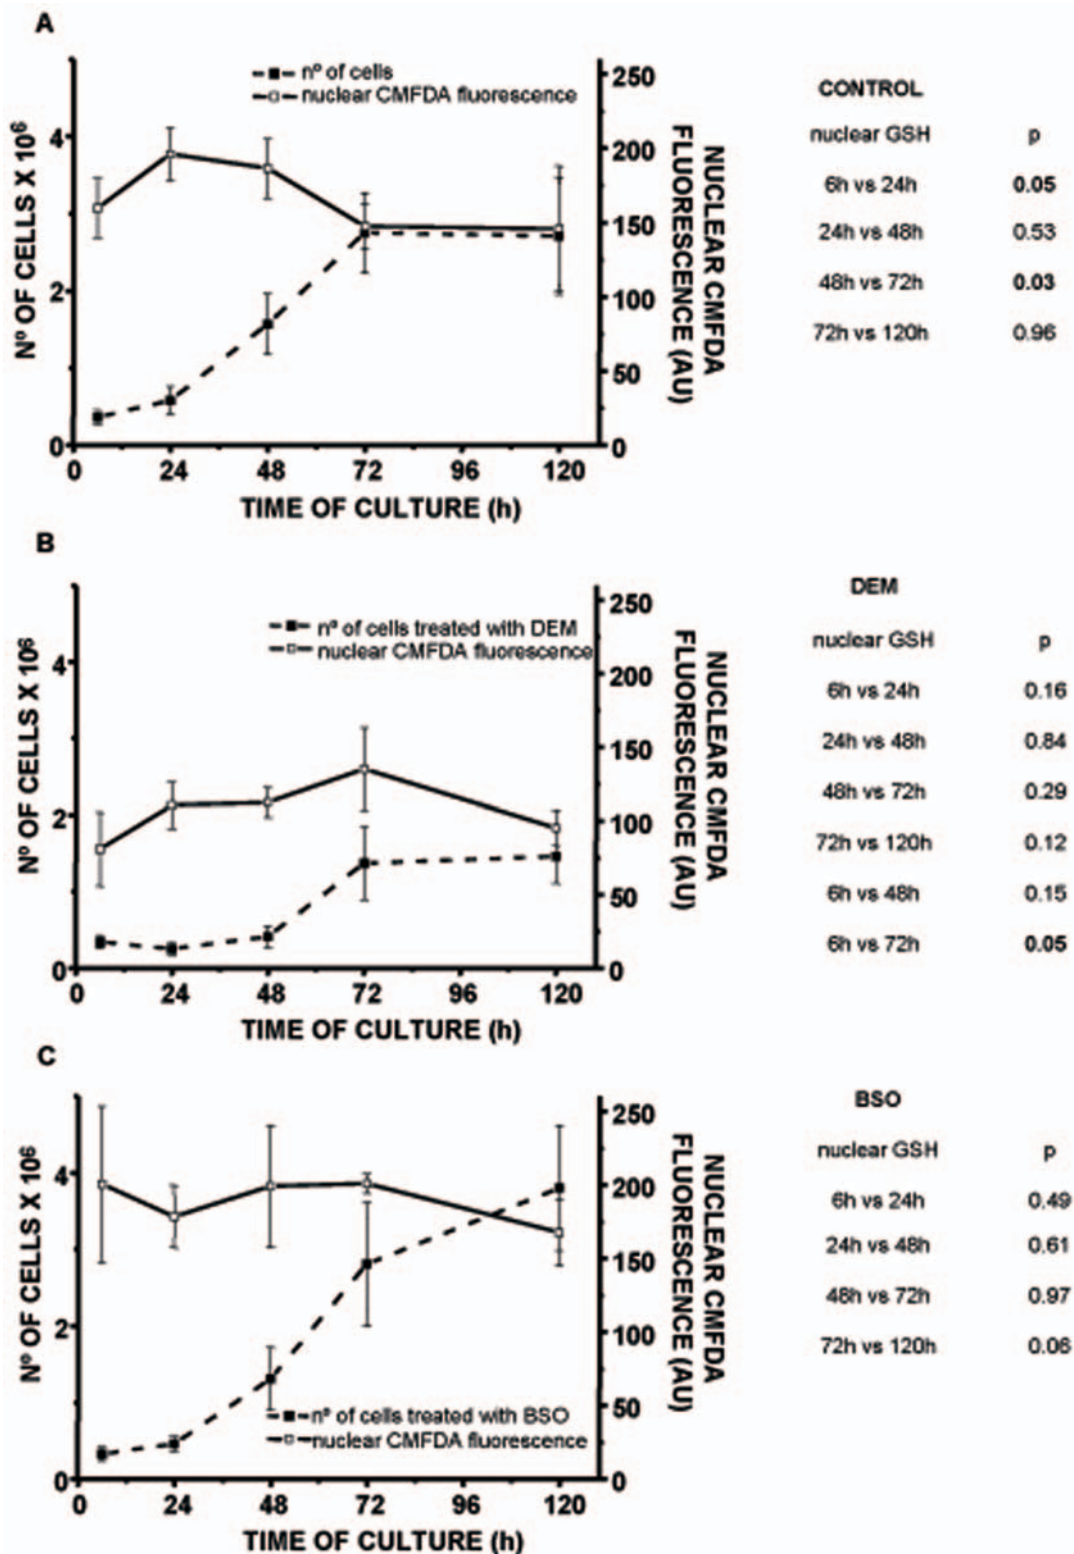 A
nº of cells
nuclear CMFDA fluorescence
Nº OF CELLS X 10⁶
4
2
0
250
200
150
100
50
0
NUCLEAR CMFDA
FLUORESCENCE (AU)
0 24 48 72 96 120
TIME OF CULTURE (h)
CONTROL
nuclear GSH p
6h vs 24h 0.05
24h vs 48h 0.53
48h vs 72h 0.03
72h vs 120h 0.96
B
nº of cells treated with DEM
nuclear CMFDA fluorescence
Nº OF CELLS X 10⁶
4
2
0
250
200
150
100
50
0
NUCLEAR CMFDA
FLUORESCENCE (AU)
0 24 48 72 96 120
TIME OF CULTURE (h)
DEM
nuclear GSH p
6h vs 24h 0.16
24h vs 48h 0.84
48h vs 72h 0.29
72h vs 120h 0.12
6h vs 48h 0.15
6h vs 72h 0.05
C
nº of cells treated with BSO
nuclear CMFDA fluorescence
Nº OF CELLS X 10⁶
4
2
0
250
200
150
100
50
0
NUCLEAR CMFDA
FLUORESCENCE (AU)
0 24 48 72 96 120
TIME OF CULTURE (h)
BSO
nuclear GSH p
6h vs 24h 0.49
24h vs 48h 0.61
48h vs 72h 0.97
72h vs 120h 0.06